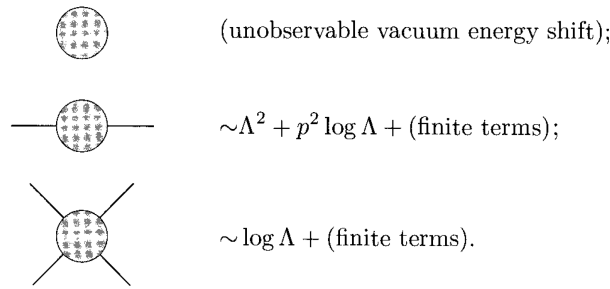 (unobservable vacuum energy shift);
~Λ² + p² log Λ + (finite terms);
~ log Λ + (finite terms).